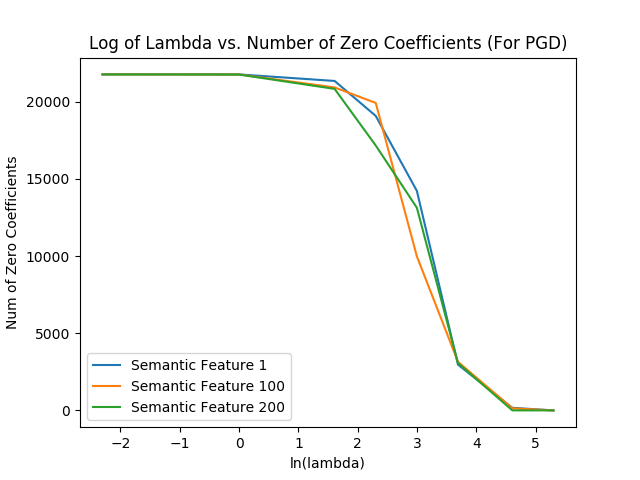 Log of Lambda vs. Number of Zero Coefficients (For PGD)
Num of Zero Coefficients
20000
15000
10000
5000
0
Semantic Feature 1
Semantic Feature 100
Semantic Feature 200
−2 −1 0 1 2 3 4 5
ln(lambda)